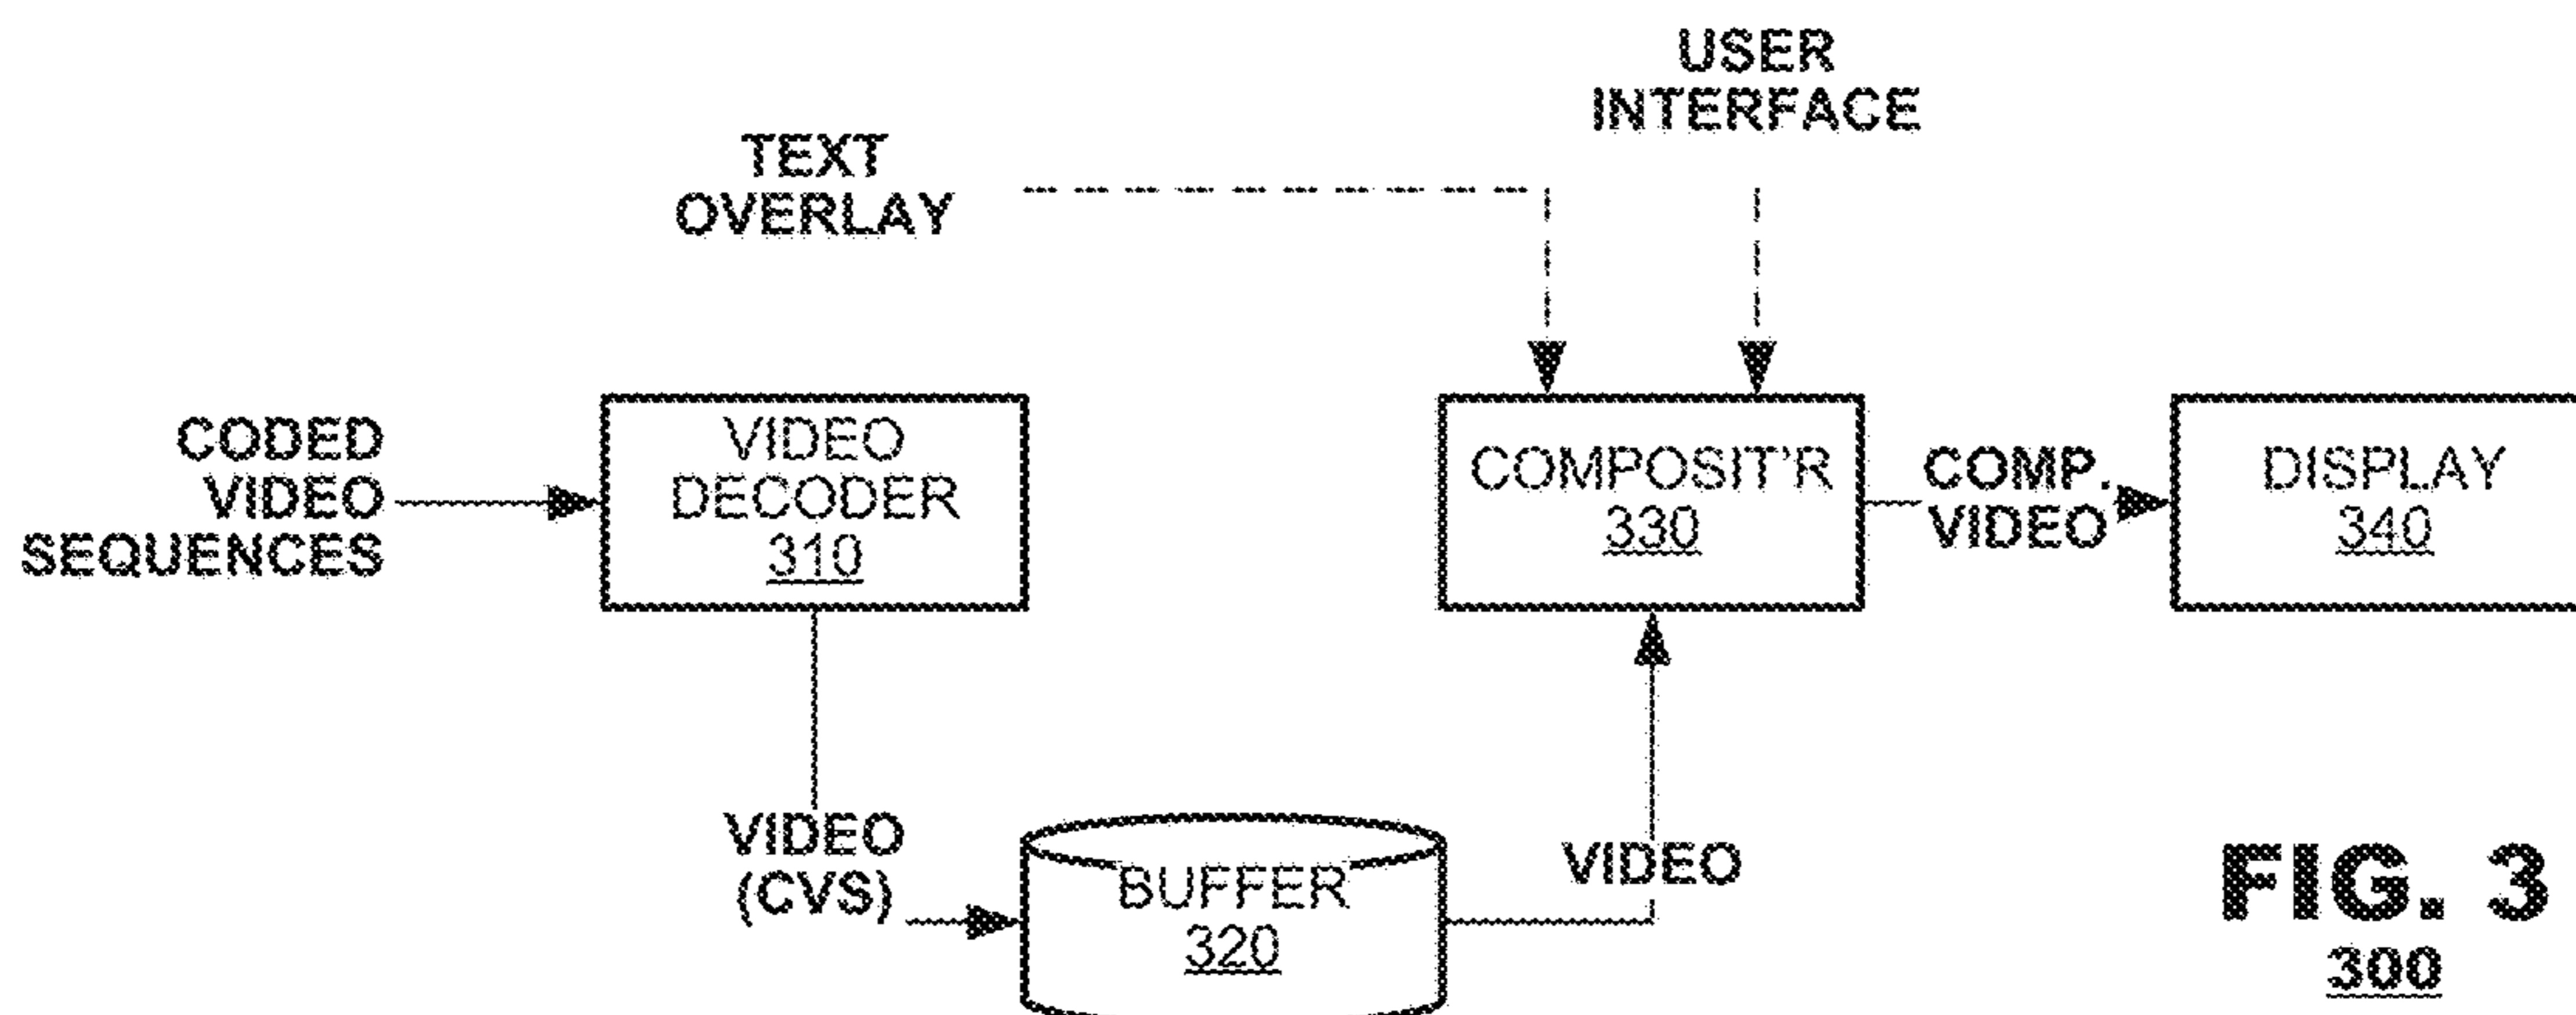 USER
INTERFACE
TEXT
OVERLAY
CODED
VIDEO
SEQUENCES
VIDEO
DECODER
310
COMPOSIT'R
330
COMP.
VIDEO
DISPLAY
340
VIDEO
(CVS)
BUFFER
320
VIDEO
FIG. 3
300